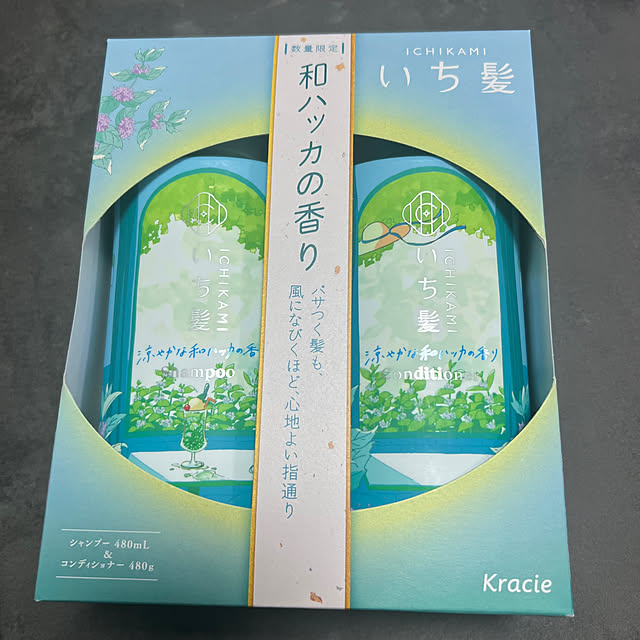 数量限定
和ハッカの香り
パサつく髪も、
風になびくほど、心地よい指通り
ICHIKAMI
いち髪
ICHIKAMI
いち髪
涼やかな和ハッカの香
Shampoo
ICHIKAMI
いち髪
涼やかな和ハッカの香り
Conditioner
シャンプー 480mL
&
コンディショナー 480g
Kracie